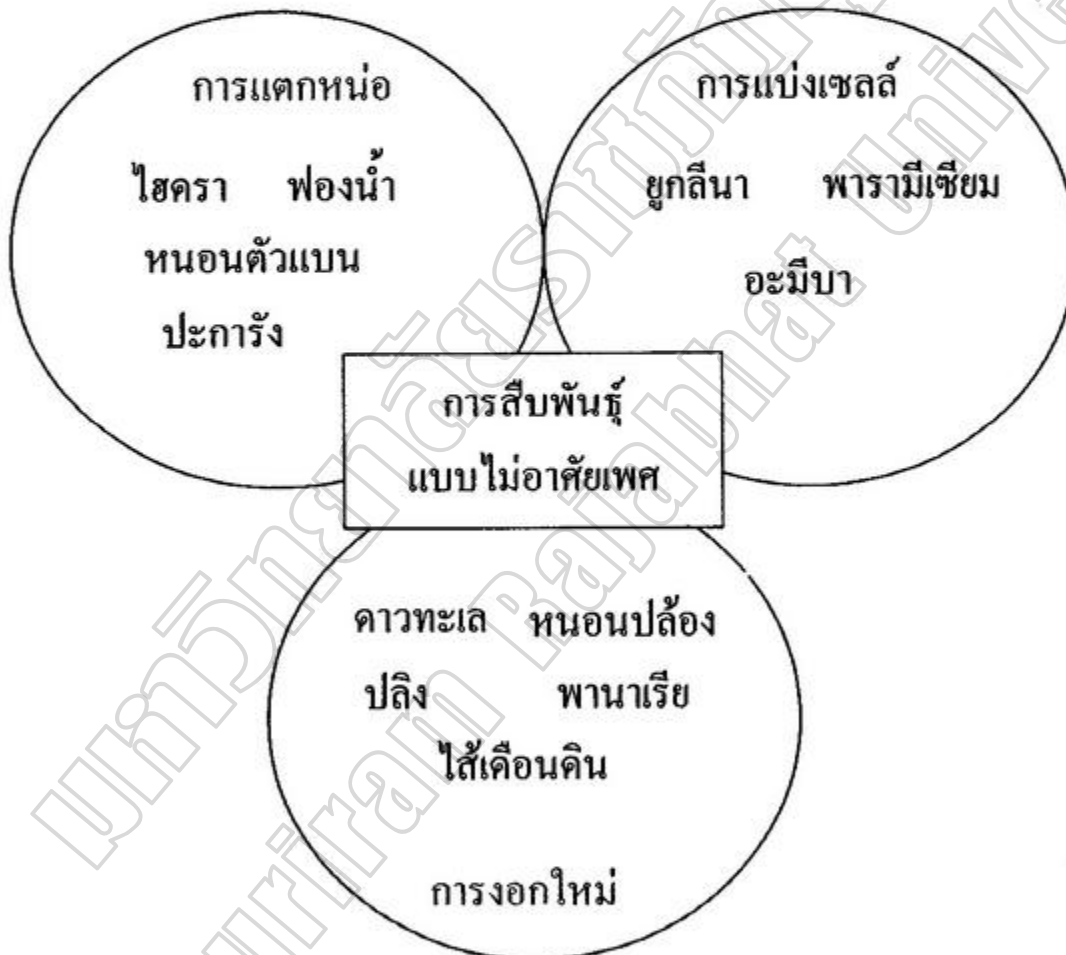 การแตกหน่อ
ไฮดรา ฟองน้ำ
หนอนตัวแบน
ปะการัง
การแบ่งเซลล์
ยูกลีนา พารามีเซียม
อะมีบา
การสืบพันธุ์
แบบไม่อาศัยเพศ
ดาวทะเล หนอนปล้อง
ปลิง พานาเรีย
ไส้เดือนดิน
การงอกใหม่